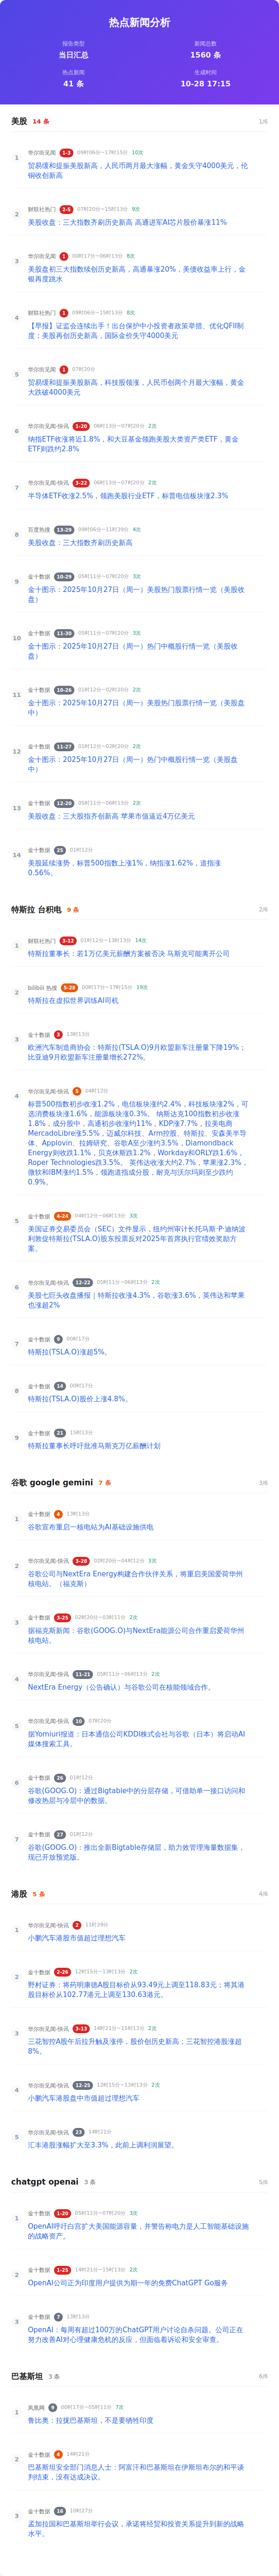 热点新闻分析
报告类型
新闻总数
当日汇总
1560 条
热点新闻
生成时间
41 条
10-28 17:15
美股 14 条 1/6
1
华尔街见闻 1-3 09时06分~17时15分 10次
贸易缓和提振美股新高，人民币两月最大涨幅，黄金失守4000美元，伦
铜收创新高
2
财联社热门 2-5 07时20分~15时13分 9次
美股收盘：三大指数齐刷历史新高 高通进军AI芯片股价暴涨11%
3
华尔街见闻 1 00时17分~06时13分 8次
美股盘初三大指数续创历史新高，高通暴涨20%，美债收益率上行，金
银再度跳水
4
财联社热门 1 09时06分~15时13分 6次
【早报】证监会连续出手！出台保护中小投资者政策举措、优化QFII制
度；美股再创历史新高，国际金价失守4000美元
5
华尔街见闻 1 07时20分
贸易缓和提振美股新高，科技股领涨，人民币创两个月最大涨幅，黄金
大跌破4000美元
6
华尔街见闻-快讯 1-20 06时13分~07时20分 2次
纳指ETF收涨将近1.8%，和大豆基金领跑美股大类资产类ETF，黄金
ETF则跌约2.8%
7
华尔街见闻-快讯 3-22 06时13分~07时20分 2次
半导体ETF收涨2.5%，领跑美股行业ETF，标普电信板块涨2.3%
8
百度热搜 13-29 09时06分~11时39分 4次
美股收盘：三大指数齐刷历史新高
9
金十数据 10-29 05时11分~07时20分 3次
金十图示：2025年10月27日（周一）美股热门股票行情一览（美股收
盘）
10
金十数据 11-30 05时11分~07时20分 3次
金十图示：2025年10月27日（周一）热门中概股行情一览（美股收
盘）
11
金十数据 10-26 01时12分~02时20分 2次
金十图示：2025年10月27日（周一）美股热门股票行情一览（美股盘
中）
12
金十数据 11-27 01时12分~02时20分 2次
金十图示：2025年10月27日（周一）热门中概股行情一览（美股盘
中）
13
金十数据 12-20 05时11分~06时13分 2次
美股收盘：三大股指齐创新高 苹果市值逼近4万亿美元
14
金十数据 25 01时12分
美股延续涨势，标普500指数上涨1%，纳指涨1.62%，道指涨
0.56%。
特斯拉 台积电 9 条 2/6
1
财联社热门 3-12 01时12分~13时13分 14次
特斯拉董事长：若1万亿美元薪酬方案被否决 马斯克可能离开公司
2
bilibili 热搜 5-28 00时17分~17时15分 19次
特斯拉在虚拟世界训练AI司机
3
金十数据 3 13时13分
欧洲汽车制造商协会：特斯拉(TSLA.O)9月欧盟新车注册量下降19%；
比亚迪9月欧盟新车注册量增长272%。
4
华尔街见闻-快讯 5 04时12分
标普500指数初步收涨1.2%，电信板块涨约2.4%，科技板块涨2%，可
选消费板块涨1.6%，能源板块涨0.3%。 纳斯达克100指数初步收涨
1.8%，成分股中，高通初步收涨约11%，KDP涨7.7%，拉美电商
MercadoLibre涨5.5%，迈威尔科技、Arm控股、特斯拉、安森美半导
体、Applovin、拉姆研究、谷歌A至少涨约3.5%，Diamondback
Energy则收跌1.1%，贝克休斯跌1.2%，Workday和ORLY跌1.6%，
Roper Technologies跌3.5%。 英伟达收涨大约2.7%，苹果涨2.3%，
微软和IBM涨约1.5%，领跑道指成分股，耐克与沃尔玛则至少跌约
0.9%。
5
金十数据 6-24 04时12分~06时13分 3次
美国证券交易委员会（SEC）文件显示，纽约州审计长托马斯·P·迪纳波
利敦促特斯拉(TSLA.O)股东投票反对2025年首席执行官绩效奖励方
案。
6
华尔街见闻-快讯 12-22 05时11分~06时13分 2次
美股七巨头收盘播报｜特斯拉收涨4.3%，谷歌涨3.6%，英伟达和苹果
也涨超2%
7
金十数据 9 00时17分
特斯拉(TSLA.O)涨超5%。
8
金十数据 14 00时17分
特斯拉(TSLA.O)股价上涨4.8%。
9
金十数据 21 15时13分
特斯拉董事长呼吁批准马斯克万亿薪酬计划
谷歌 google gemini 7 条 3/6
1
金十数据 4 13时13分
谷歌宣布重启一核电站为AI基础设施供电
2
华尔街见闻-快讯 3-28 02时20分~04时12分 3次
谷歌公司与NextEra Energy构建合作伙伴关系，将重启美国爱荷华州
核电站。（福克斯）
3
金十数据 3-25 02时20分~03时11分 2次
据福克斯新闻：谷歌(GOOG.O)与NextEra能源公司合作重启爱荷华州
核电站。
4
华尔街见闻-快讯 11-21 05时11分~06时13分 2次
NextEra Energy（公告确认）与谷歌公司在核能领域合作。
5
华尔街见闻-快讯 10 07时20分
据Yomiuri报道：日本通信公司KDDI株式会社与谷歌（日本）将启动AI
媒体搜索工具。
6
金十数据 26 01时12分
谷歌(GOOG.O)：通过Bigtable中的分层存储，可借助单一接口访问和
修改热层与冷层中的数据。
7
金十数据 27 01时12分
谷歌(GOOG.O)：推出全新Bigtable存储层，助力效管理海量数据集，
现已开放预览版。
港股 5 条 4/6
1
华尔街见闻-快讯 2 11时39分
小鹏汽车港股市值超过理想汽车
2
金十数据 2-26 12时15分~13时13分 2次
野村证券：将药明康德A股目标价从93.49元上调至118.83元；将其港
股目标价从102.77港元上调至130.63港元。
3
华尔街见闻-快讯 3-13 14时21分~15时13分 2次
三花智控A股午后拉升触及涨停，股价创历史新高；三花智控港股涨超
8%。
4
金十数据 12-25 12时15分~13时13分 2次
小鹏汽车港股盘中市值超过理想汽车
5
华尔街见闻-快讯 23 14时21分
汇丰港股涨幅扩大至3.3%，此前上调利润展望。
chatgpt openai 3 条 5/6
1
金十数据 1-20 05时11分~07时20分 3次
OpenAI呼吁白宫扩大美国能源容量，并警告称电力是人工智能基础设施
的战略资产。
2
金十数据 1-25 14时21分~15时13分 2次
OpenAI公司正为印度用户提供为期一年的免费ChatGPT Go服务
3
金十数据 7 13时13分
OpenAI：每周有超过100万的ChatGPT用户讨论自杀问题。公司正在
努力改善AI对心理健康危机的反应，但面临着诉讼和安全审查。
巴基斯坦 3 条 6/6
1
凤凰网 9 00时17分~05时11分 7次
鲁比奥：拉拢巴基斯坦，不是要牺牲印度
2
金十数据 4 14时21分
巴基斯坦安全部门消息人士：阿富汗和巴基斯坦在伊斯坦布尔的和平谈
判结束，没有达成决议。
3
金十数据 16 10时27分
孟加拉国和巴基斯坦举行会议，承诺将经贸和投资关系提升到新的战略
水平。